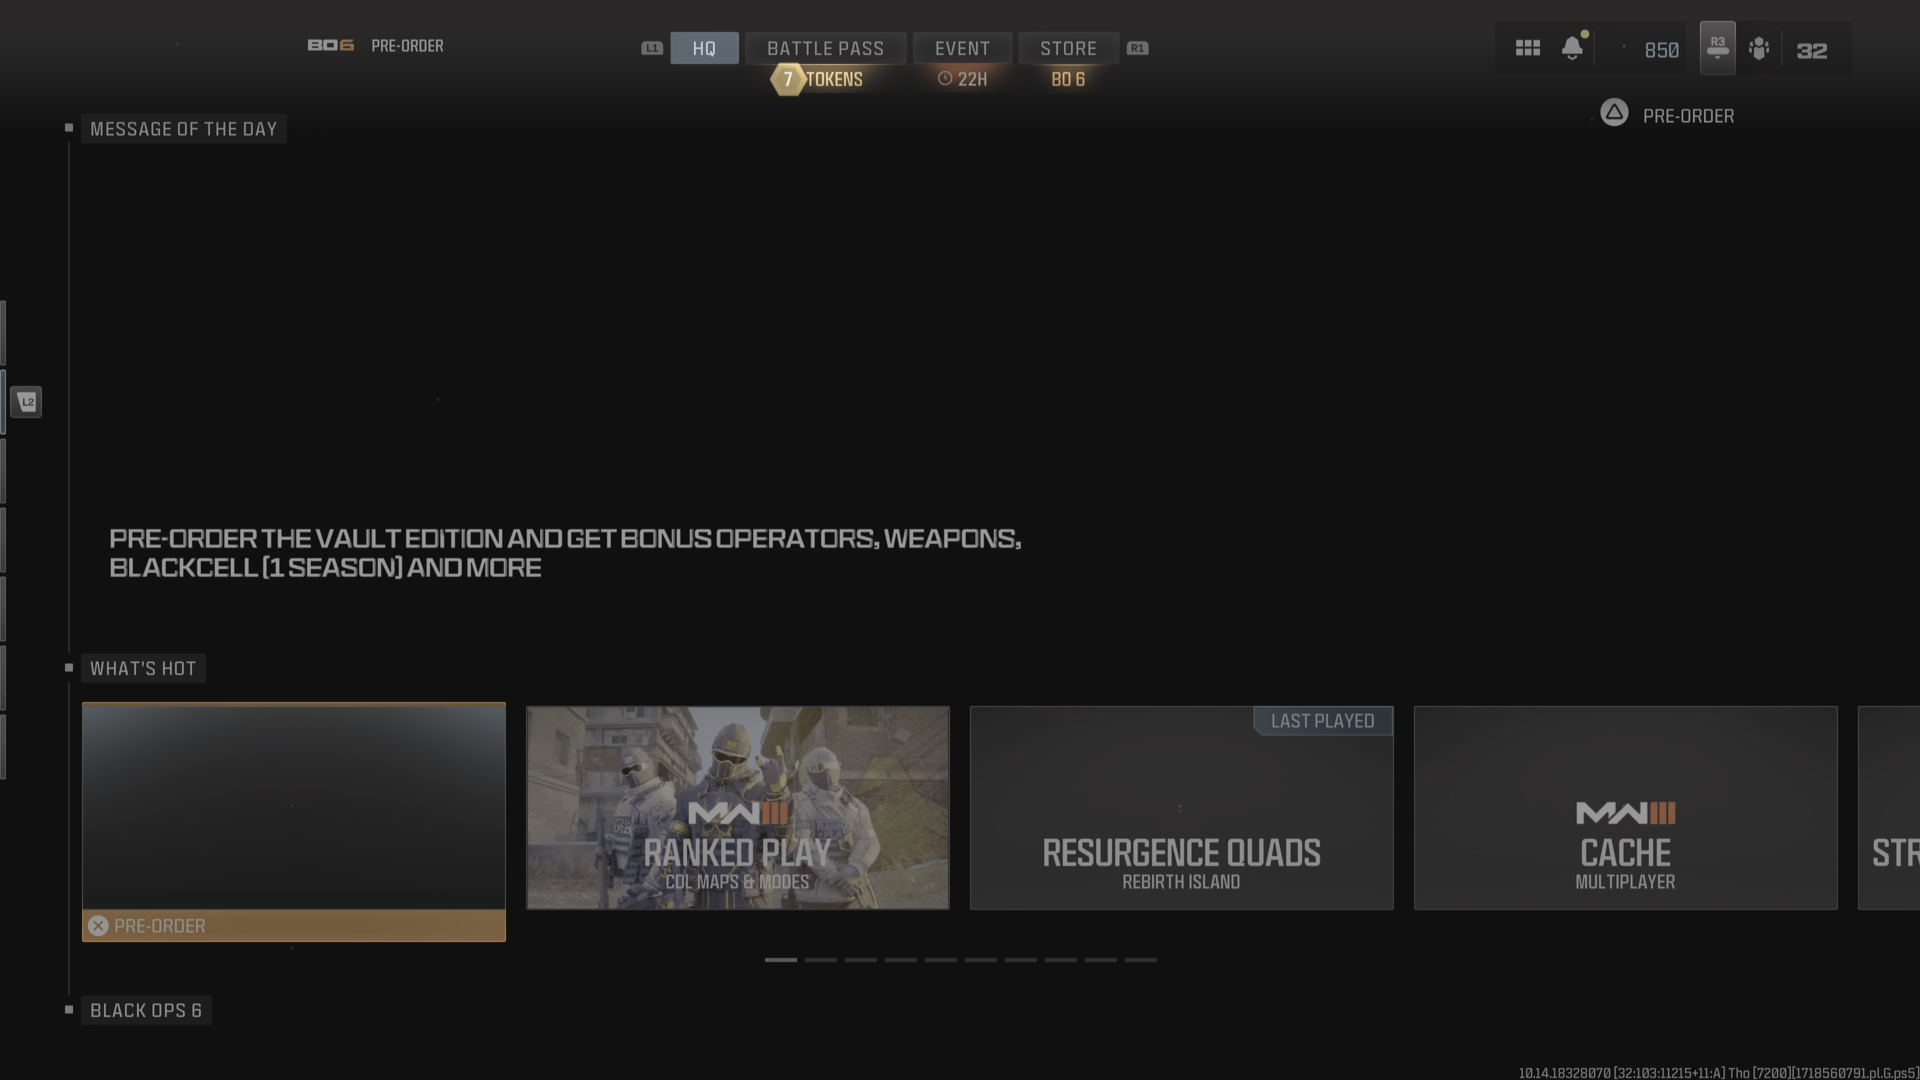 BO6 PRE-ORDER
L1 HQ BATTLE PASS EVENT STORE R1
7 TOKENS 22H BO 6
850 R3 32
PRE-ORDER
MESSAGE OF THE DAY
L2
PRE-ORDER THE VAULT EDITION AND GET BONUS OPERATORS, WEAPONS,
BLACKCELL (1 SEASON) AND MORE
WHAT'S HOT
PRE-ORDER
MWIII
RANKED PLAY
CDL MAPS & MODES
LAST PLAYED
RESURGENCE QUADS
REBIRTH ISLAND
MWIII
CACHE
MULTIPLAYER
STR
BLACK OPS 6
10.14.18328070 [32:103:11215+11:A] Tho [7200][1718560791.pl.G.ps5]